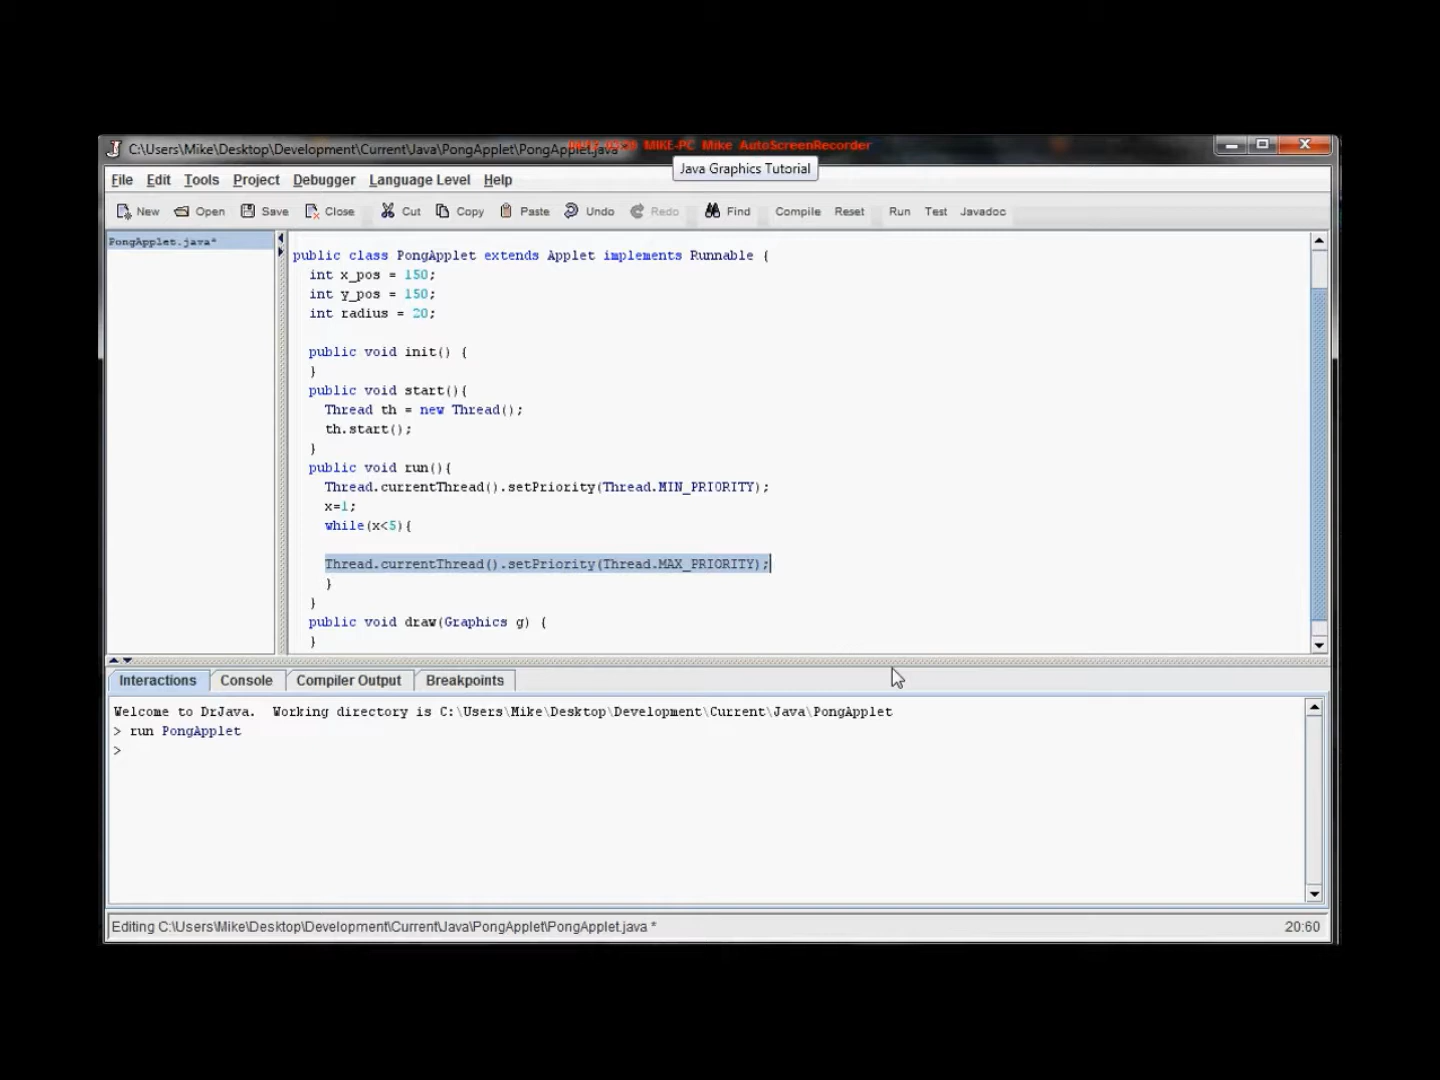 C:\Users\Mike\Desktop\Development\Current\Java\PongApplet\PongApplet.java
MIKE-PC Mike AutoScreenRecorder
Java Graphics Tutorial
File Edit Tools Project Debugger Language Level Help
New Open Save Close Cut Copy Paste Undo Redo Find Compile Reset Run Test Javadoc
PongApplet.java*
public class PongApplet extends Applet implements Runnable {
int x_pos = 150;
int y_pos = 150;
int radius = 20;
public void init() {
}
public void start(){
Thread th = new Thread();
th.start();
}
public void run(){
Thread.currentThread().setPriority(Thread.MIN_PRIORITY);
x=1;
while(x<5){
Thread.currentThread().setPriority(Thread.MAX_PRIORITY);
}
}
public void draw(Graphics g) {
}
Interactions Console Compiler Output Breakpoints
Welcome to DrJava. Working directory is C:\Users\Mike\Desktop\Development\Current\Java\PongApplet
> run PongApplet
>
Editing C:\Users\Mike\Desktop\Development\Current\Java\PongApplet\PongApplet.java * 20:60